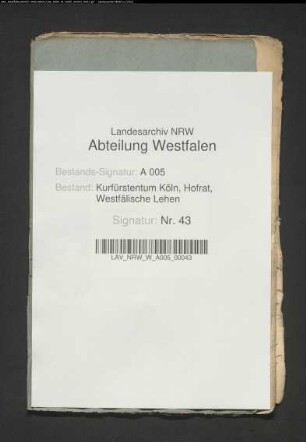 Landesarchiv NRW
Abteilung Westfalen
Bestands-Signatur: A 005
Bestand: Kurfürstentum Köln, Hofrat,
Westfälische Lehen
Signatur: Nr. 43
LAV_NRW_W_A005_00043